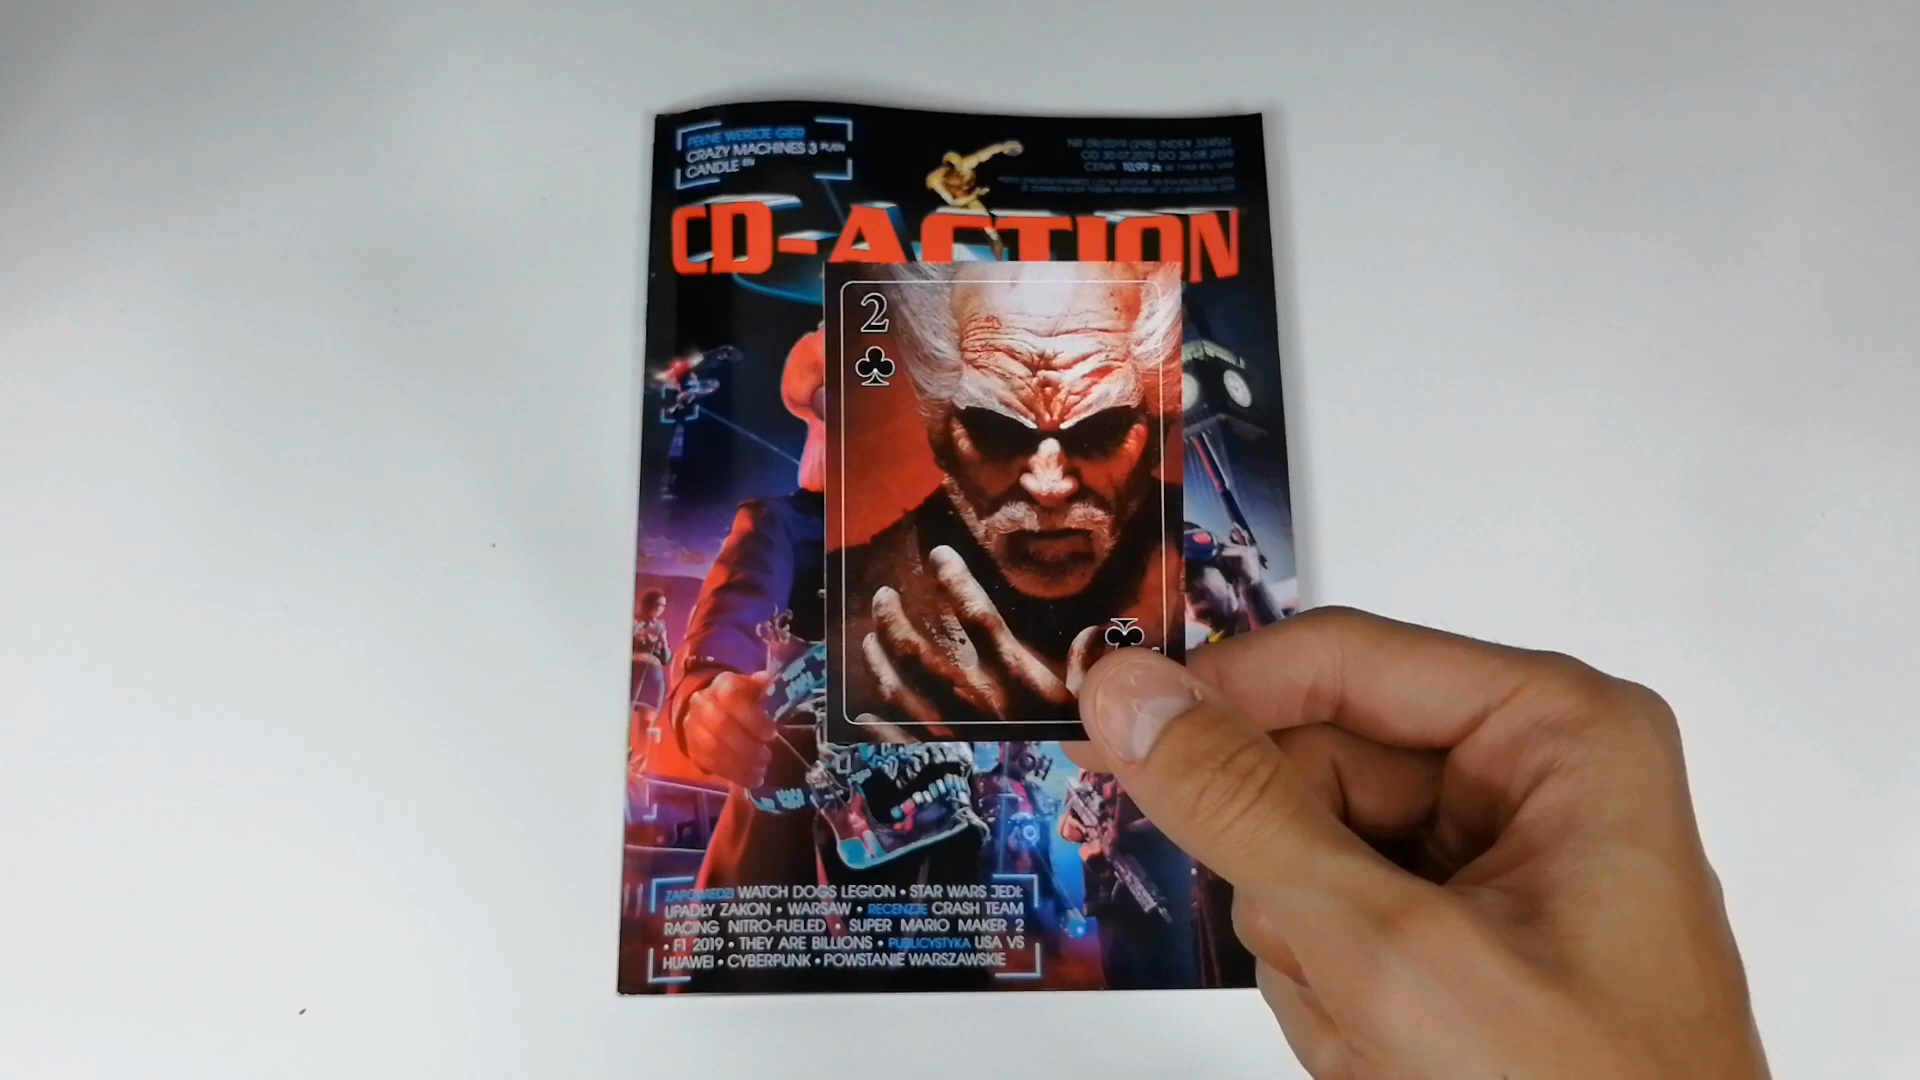 PEŁNE WERSJE GIER
CRAZY MACHINES 3 PL/EN
CANDLE EN
NR 09/2019 (298) INDEX 334561
OD 30.07.2019 DO 26.08.2019
CENA: 10,99 zł
CD-ACTION
2
ZAPOWIEDZI WATCH DOGS LEGION • STAR WARS JEDI:
UPADŁY ZAKON • WARSAW • RECENZJE CRASH TEAM
RACING NITRO-FUELED • SUPER MARIO MAKER 2
• F1 2019 • THEY ARE BILLIONS • PUBLICYSTYKA USA VS
HUAWEI • CYBERPUNK • POWSTANIE WARSZAWSKIE